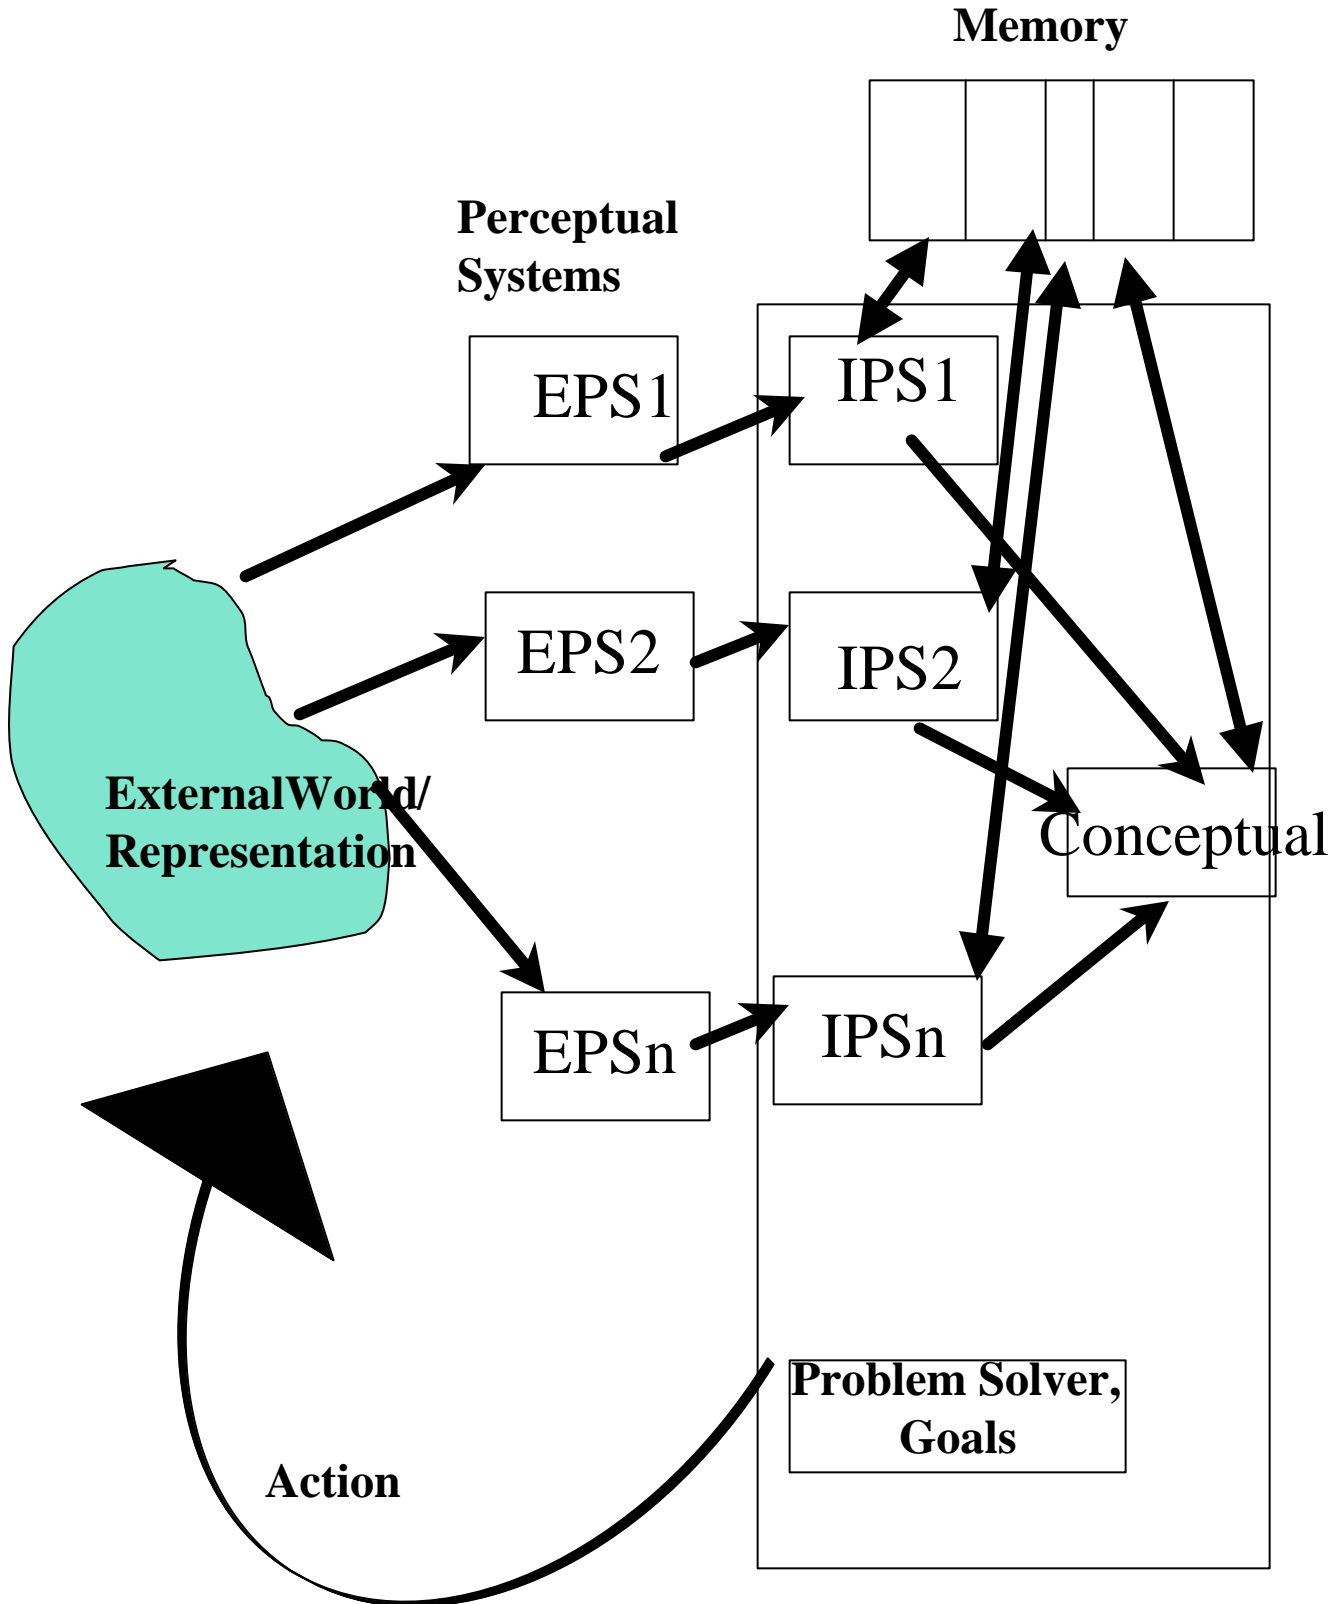 Memory
Perceptual
Systems
EPS1
IPS1
EPS2
IPS2
ExternalWorld/
Representation
Conceptual
EPSn
IPSn
Problem Solver,
Goals
Action